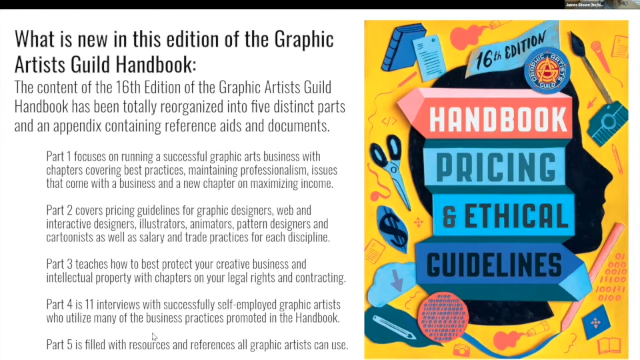 What is new in this edition of the Graphic
Artists Guild Handbook:
The content of the 16th Edition of the Graphic Artists Guild
Handbook has been totally reorganized into five distinct parts
and an appendix containing reference aids and documents.
Part 1 focuses on running a successful graphic arts business with
chapters covering best practices, maintaining professionalism, issues
that come with a business and a new chapter on maximizing income.
Part 2 covers pricing guidelines for graphic designers, web and
interactive designers, illustrators, animators, pattern designers and
cartoonists as well as salary and trade practices for each discipline.
Part 3 teaches how to best protect your creative business and
intellectual property with chapters on your legal rights and contracting.
Part 4 is 11 interviews with successfully self-employed graphic artists
who utilize many of the business practices promoted in the Handbook.
Part 5 is filled with resources and references all graphic artists can use.
16th EDITION
GRAPHIC ARTISTS GUILD
HANDBOOK
PRICING
& ETHICAL
GUIDELINES
$